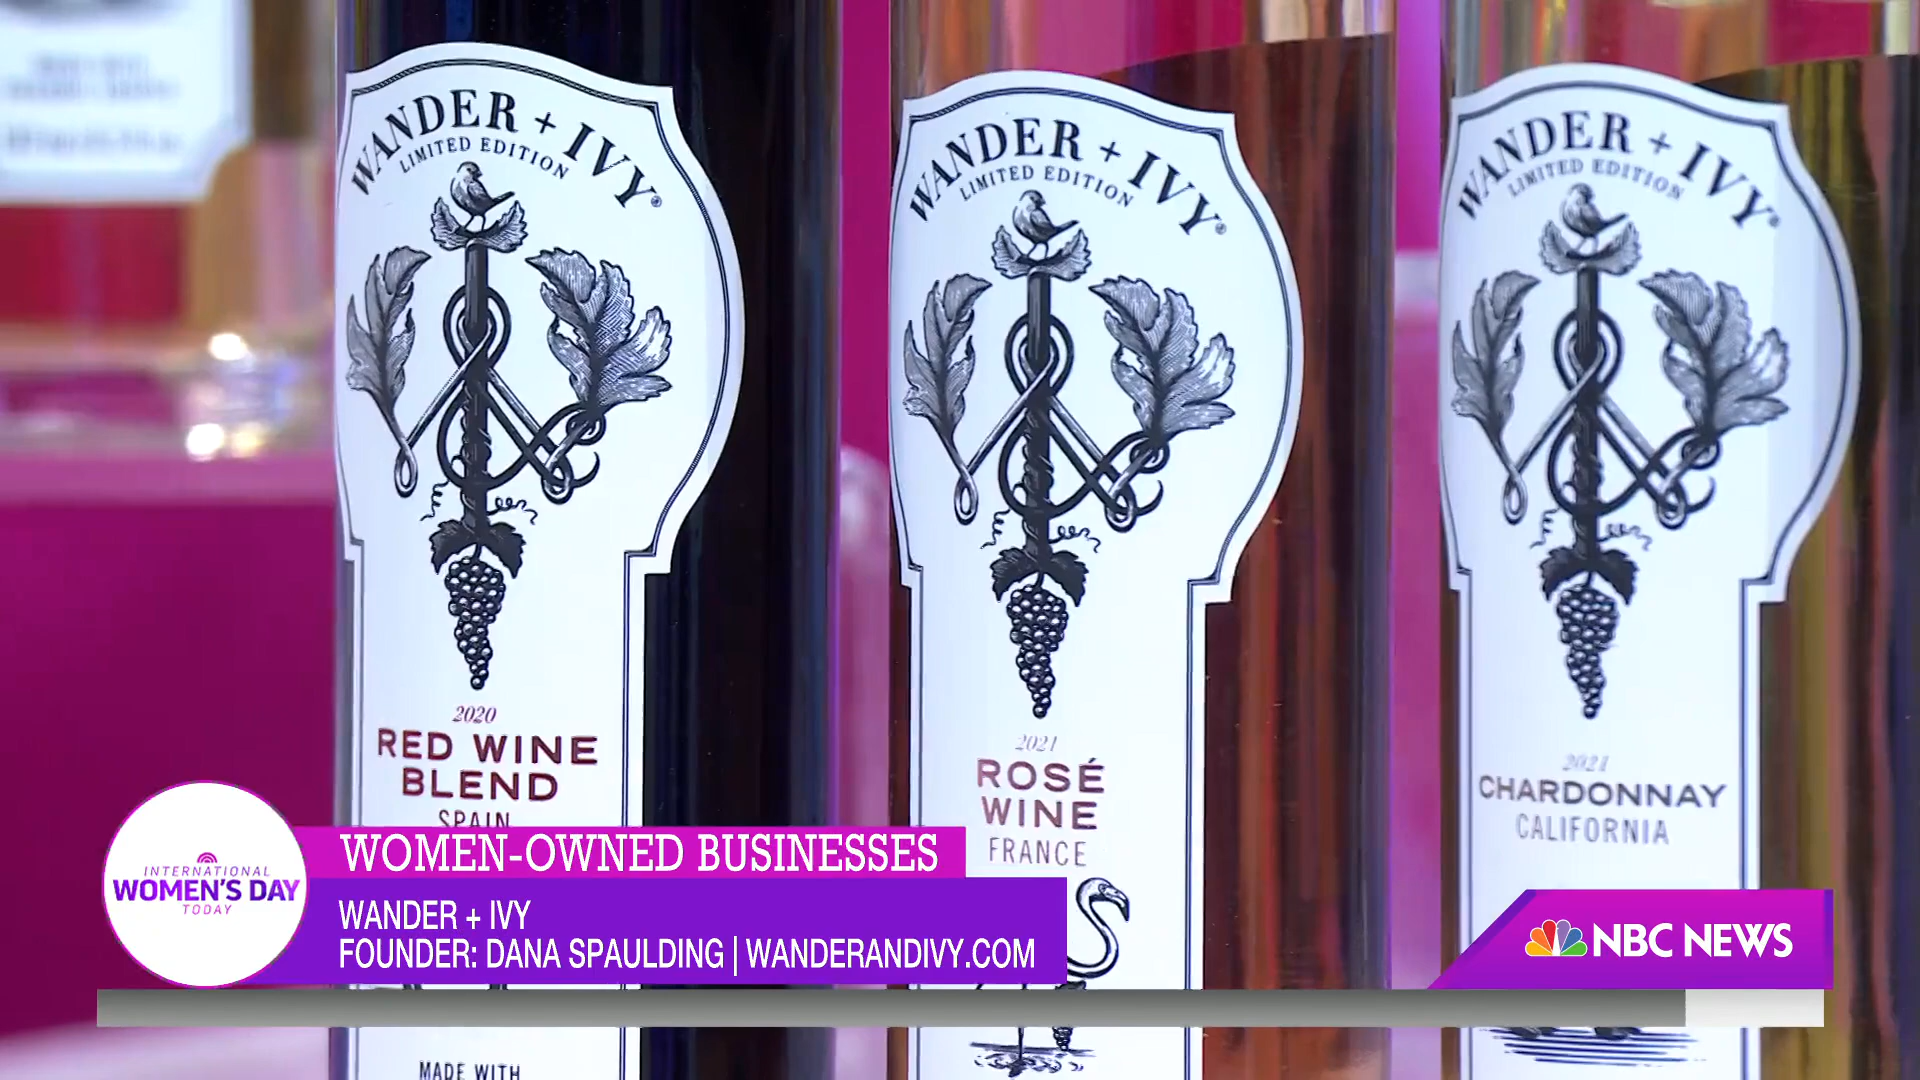 WANDER + IVY®
LIMITED EDITION
2020
RED WINE
BLEND
SPAIN
MADE WITH
WANDER + IVY®
LIMITED EDITION
2021
ROSÉ
WINE
FRANCE
WANDER + IVY®
LIMITED EDITION
2021
CHARDONNAY
CALIFORNIA
INTERNATIONAL
WOMEN'S DAY
TODAY
WOMEN-OWNED BUSINESSES
WANDER + IVY
FOUNDER: DANA SPAULDING | WANDERANDIVY.COM
NBC NEWS